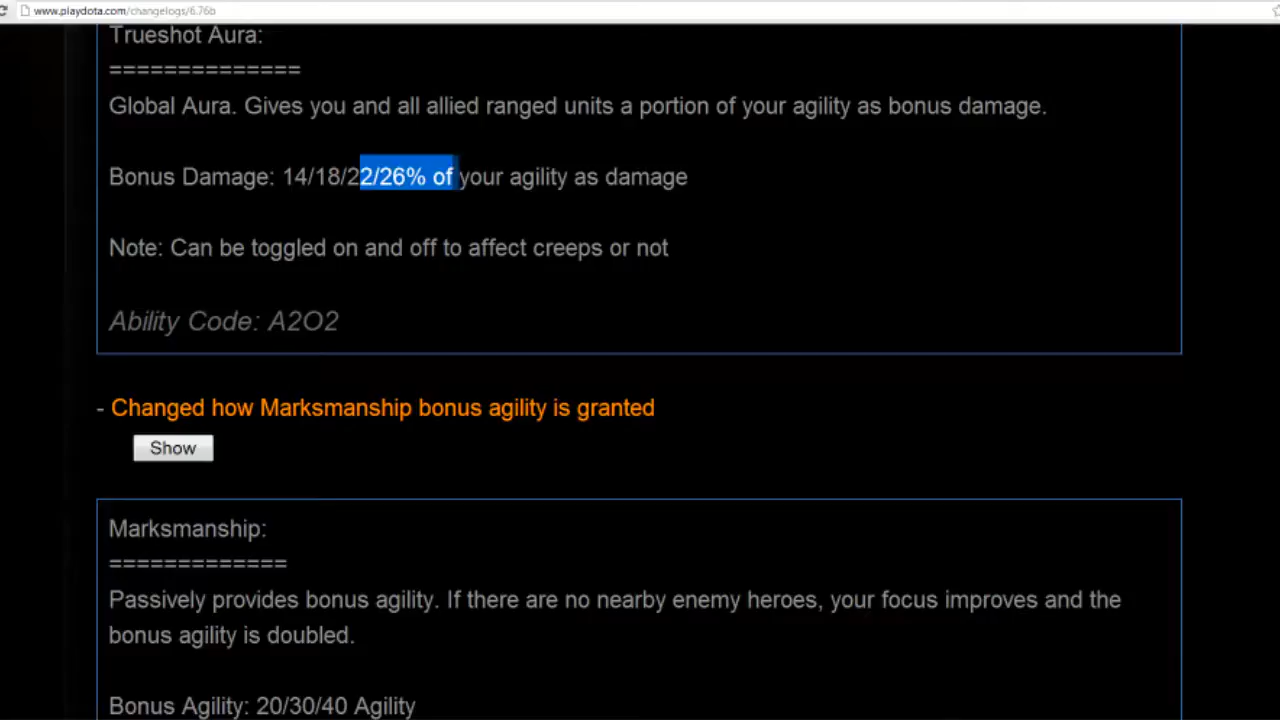 www.playdota.com/changelogs/6.76b
Trueshot Aura:
==============
Global Aura. Gives you and all allied ranged units a portion of your agility as bonus damage.
Bonus Damage: 14/18/22/26% of your agility as damage
Note: Can be toggled on and off to affect creeps or not
Ability Code: A2O2
- Changed how Marksmanship bonus agility is granted
Show
Marksmanship:
=============
Passively provides bonus agility. If there are no nearby enemy heroes, your focus improves and the
bonus agility is doubled.
Bonus Agility: 20/30/40 Agility